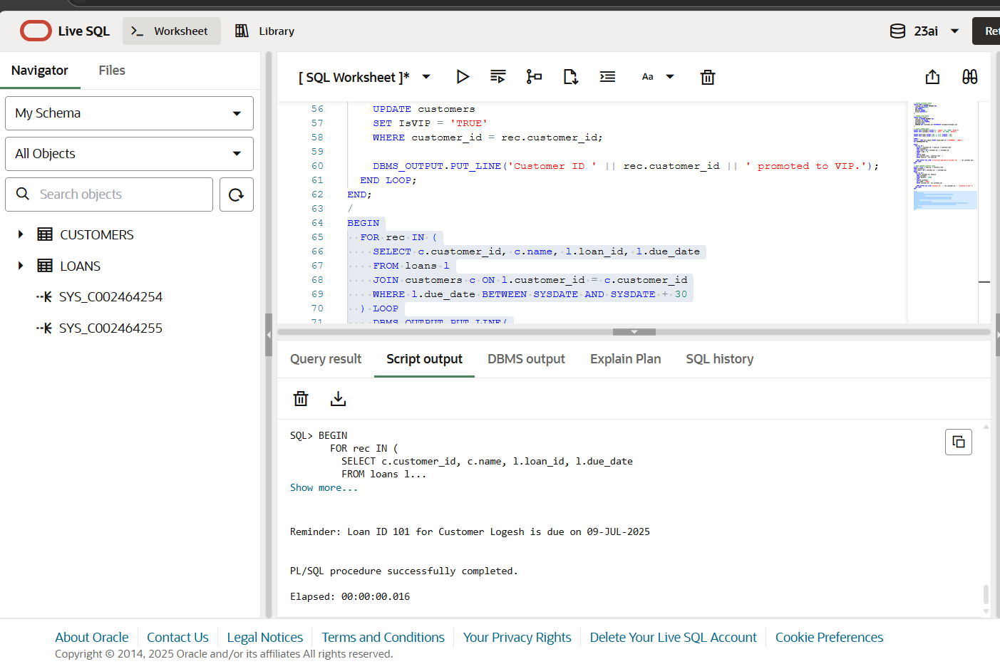 Live SQL
Worksheet
Library
23ai
Navigator
Files
My Schema
All Objects
Search objects
CUSTOMERS
LOANS
SYS_C002464254
SYS_C002464255
[ SQL Worksheet ]*
Aa
56 UPDATE customers
57 SET IsVIP = 'TRUE'
58 WHERE customer_id = rec.customer_id;
59
60 DBMS_OUTPUT.PUT_LINE('Customer ID ' || rec.customer_id || ' promoted to VIP.');
61 END LOOP;
62 END;
63 /
64 BEGIN
65 FOR rec IN (
66 SELECT c.customer_id, c.name, l.loan_id, l.due_date
67 FROM loans l
68 JOIN customers c ON l.customer_id = c.customer_id
69 WHERE l.due_date BETWEEN SYSDATE AND SYSDATE + 30
70 ) LOOP
71 DBMS_OUTPUT.PUT_LINE(
Query result
Script output
DBMS output
Explain Plan
SQL history
SQL> BEGIN
FOR rec IN (
SELECT c.customer_id, c.name, l.loan_id, l.due_date
FROM loans l...
Show more...
Reminder: Loan ID 101 for Customer Logesh is due on 09-JUL-2025
PL/SQL procedure successfully completed.
Elapsed: 00:00:00.016
About Oracle
Contact Us
Legal Notices
Terms and Conditions
Your Privacy Rights
Delete Your Live SQL Account
Cookie Preferences
Copyright © 2014, 2025 Oracle and/or its affiliates All rights reserved.